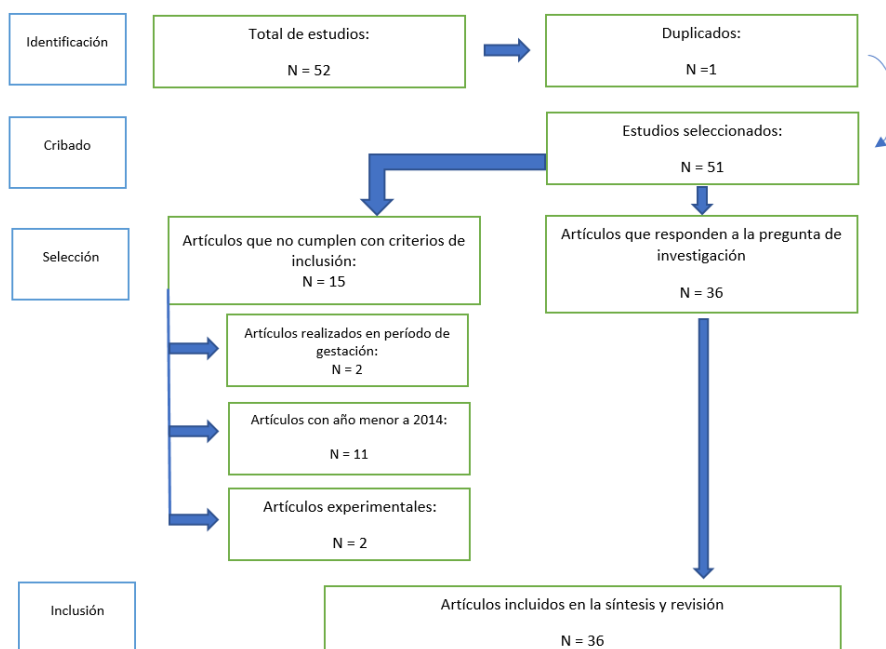 Identificación
Total de estudios:
N = 52
Duplicados:
N =1
Cribado
Estudios seleccionados:
N = 51
Selección
Artículos que no cumplen con criterios de
inclusión:
N = 15
Artículos que responden a la pregunta de
investigación
N = 36
Artículos realizados en período de
gestación:
N = 2
Artículos con año menor a 2014:
N = 11
Artículos experimentales:
N = 2
Inclusión
Artículos incluidos en la síntesis y revisión
N = 36